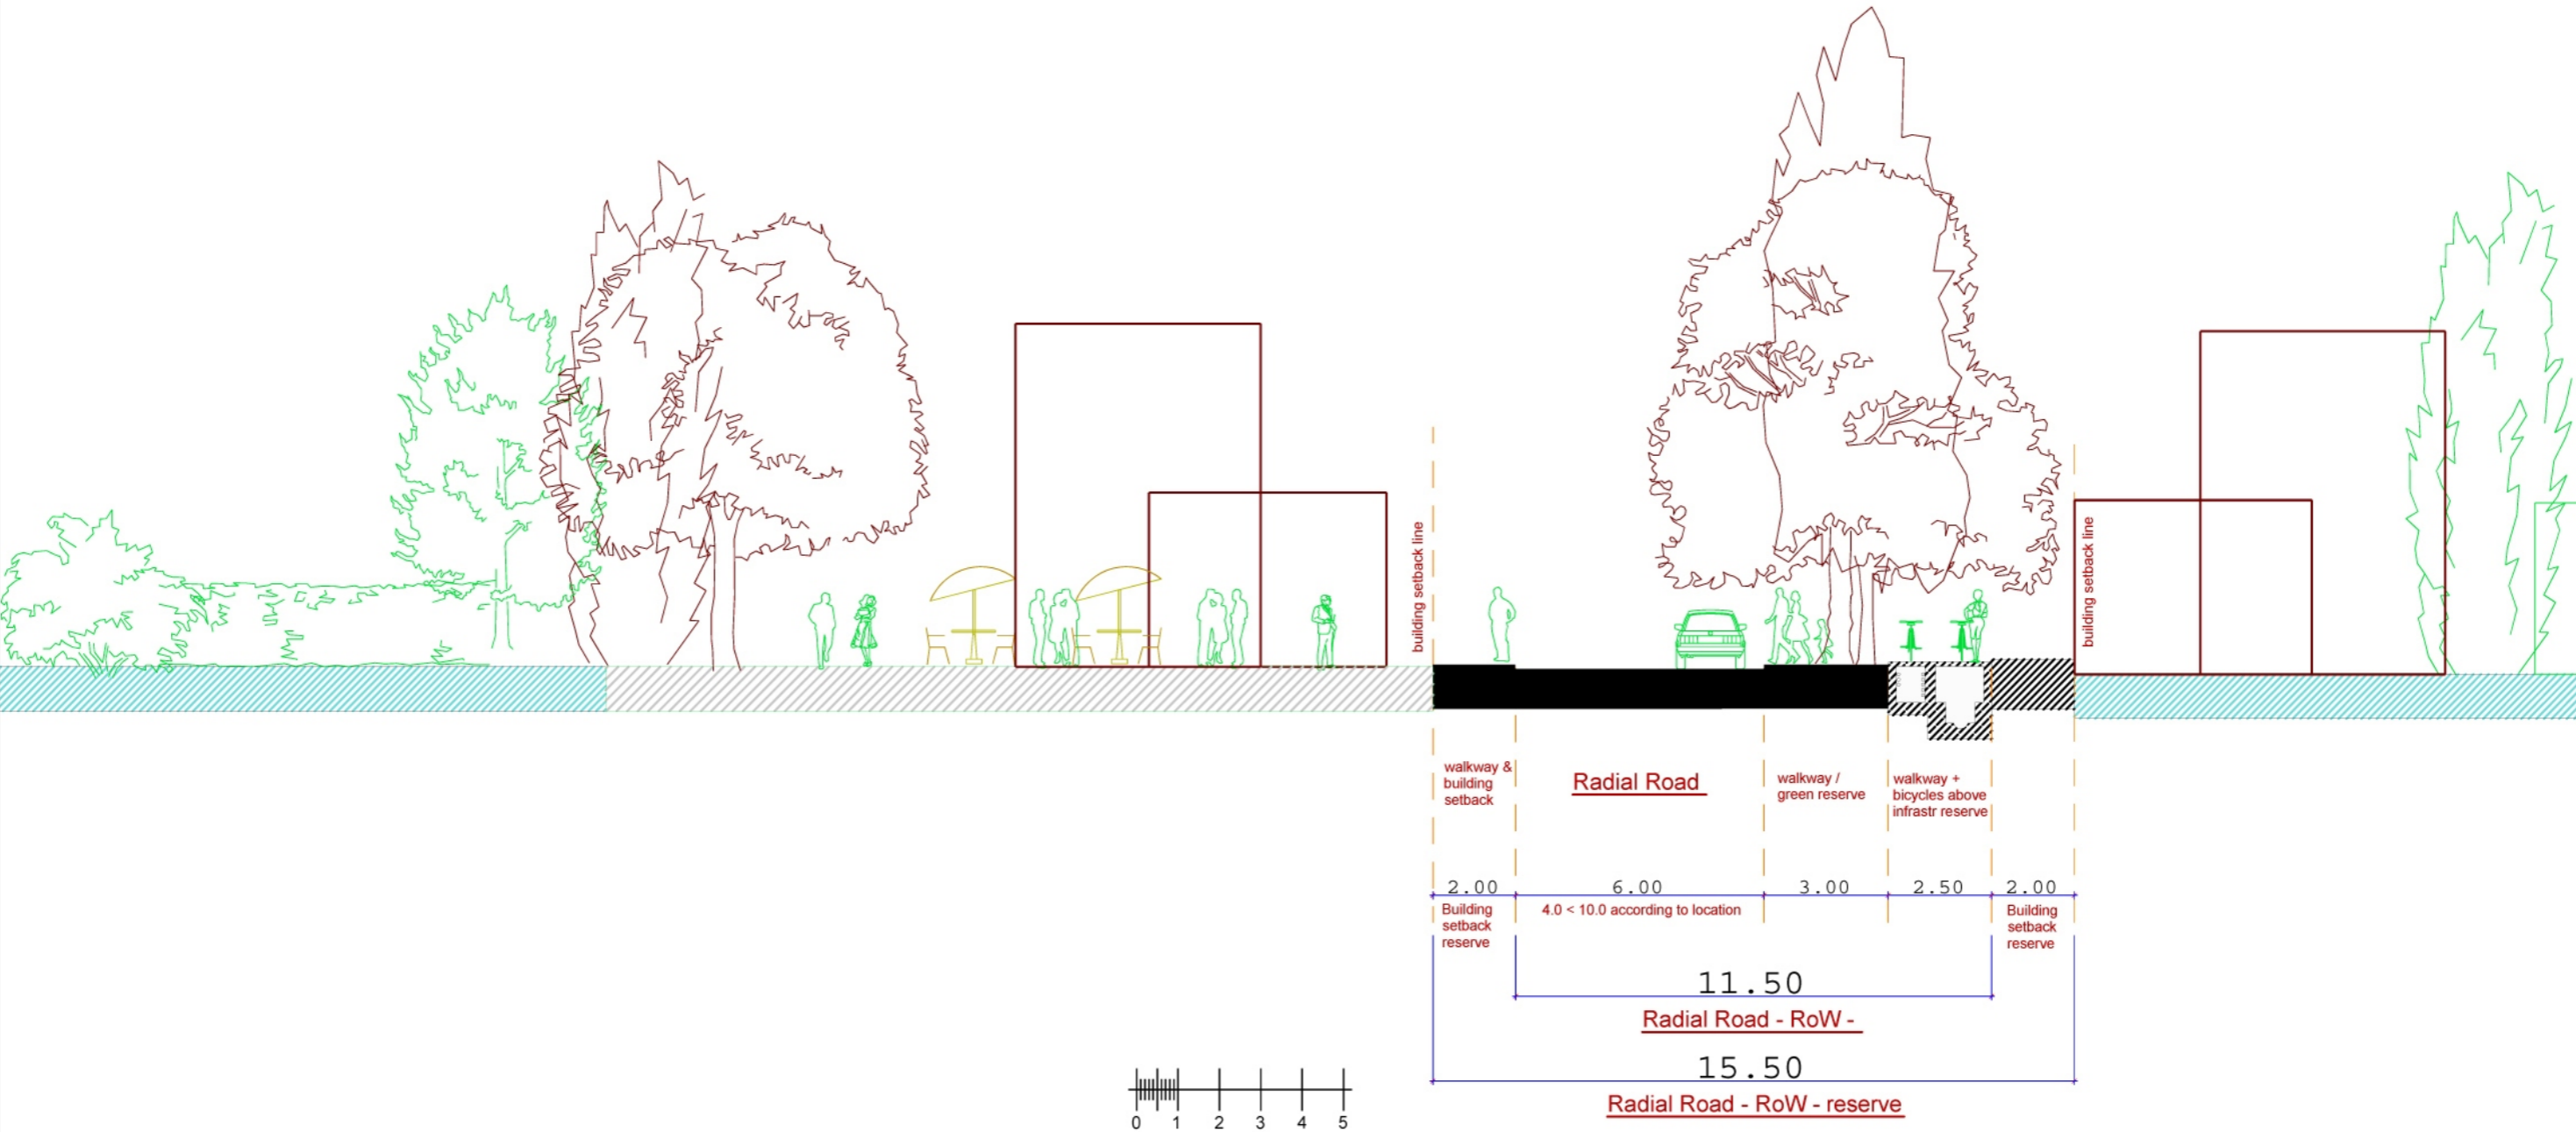 building setback line
building setback line
walkway &
building
setback
Radial Road
walkway /
green reserve
walkway +
bicycles above
infrastr reserve
2.00
6.00
3.00
2.50
2.00
Building
setback
reserve
4.0 < 10.0 according to location
Building
setback
reserve
11.50
Radial Road - RoW -
15.50
Radial Road - RoW - reserve
0 1 2 3 4 5